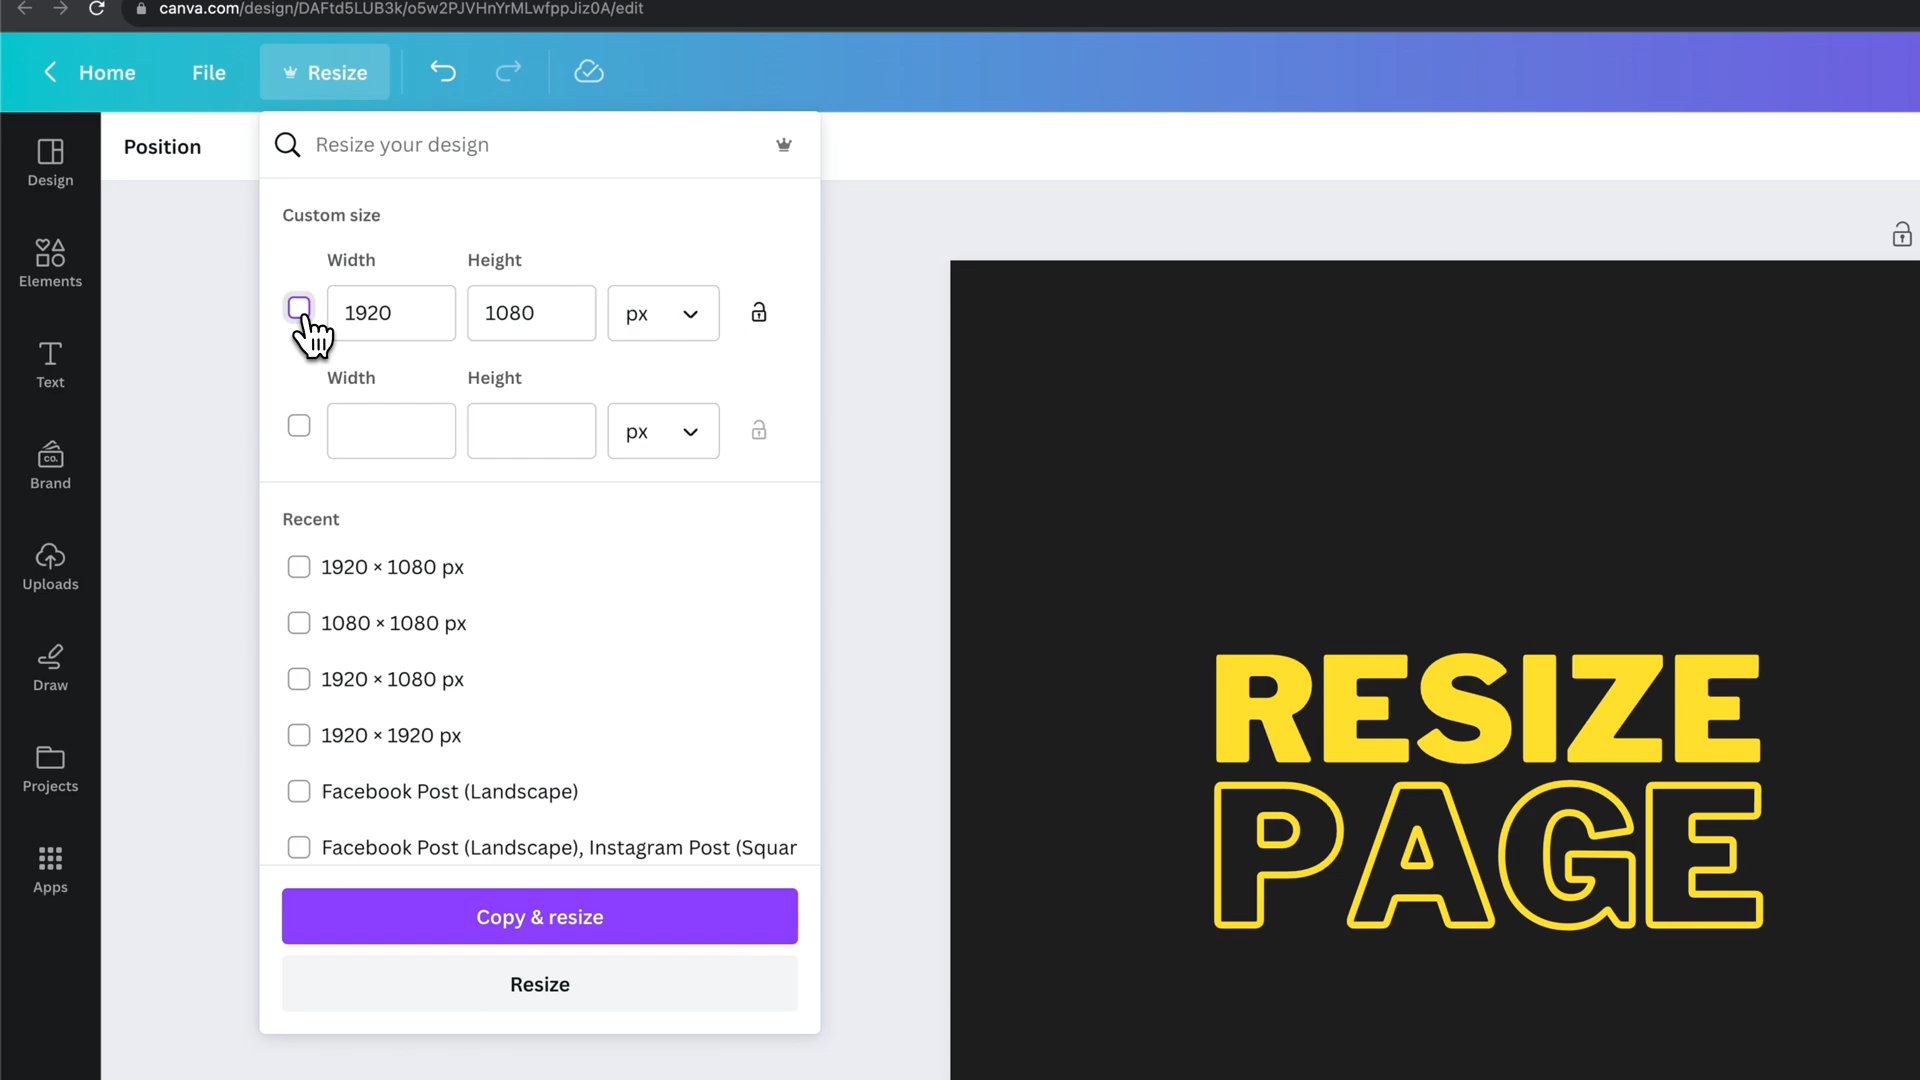 canva.com/design/DAFtd5LUB3k/o5w2PJVHnYrMLwfppJiz0A/edit
Home File Resize
Design
Elements
Text
Brand
CO.
Uploads
Draw
Projects
Apps
Position
Resize your design
Custom size
Width Height
1920 1080 px
Width Height
px
Recent
1920 × 1080 px
1080 × 1080 px
1920 × 1080 px
1920 × 1920 px
Facebook Post (Landscape)
Facebook Post (Landscape), Instagram Post (Squar
Copy & resize
Resize
RESIZE
PAGE